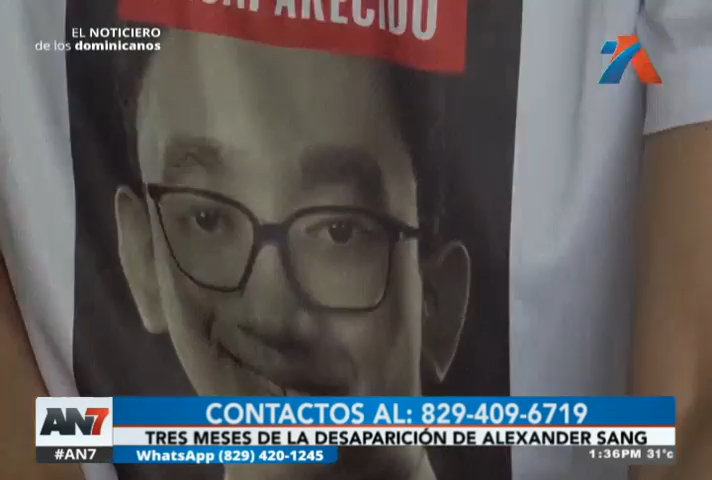 EL NOTICIERO
de los dominicanos
DESAPARECIDO
CONTACTOS AL: 829-409-6719
AN7
TRES MESES DE LA DESAPARICIÓN DE ALEXANDER SANG
#AN7
WhatsApp (829) 420-1245
1:36PM 31°c